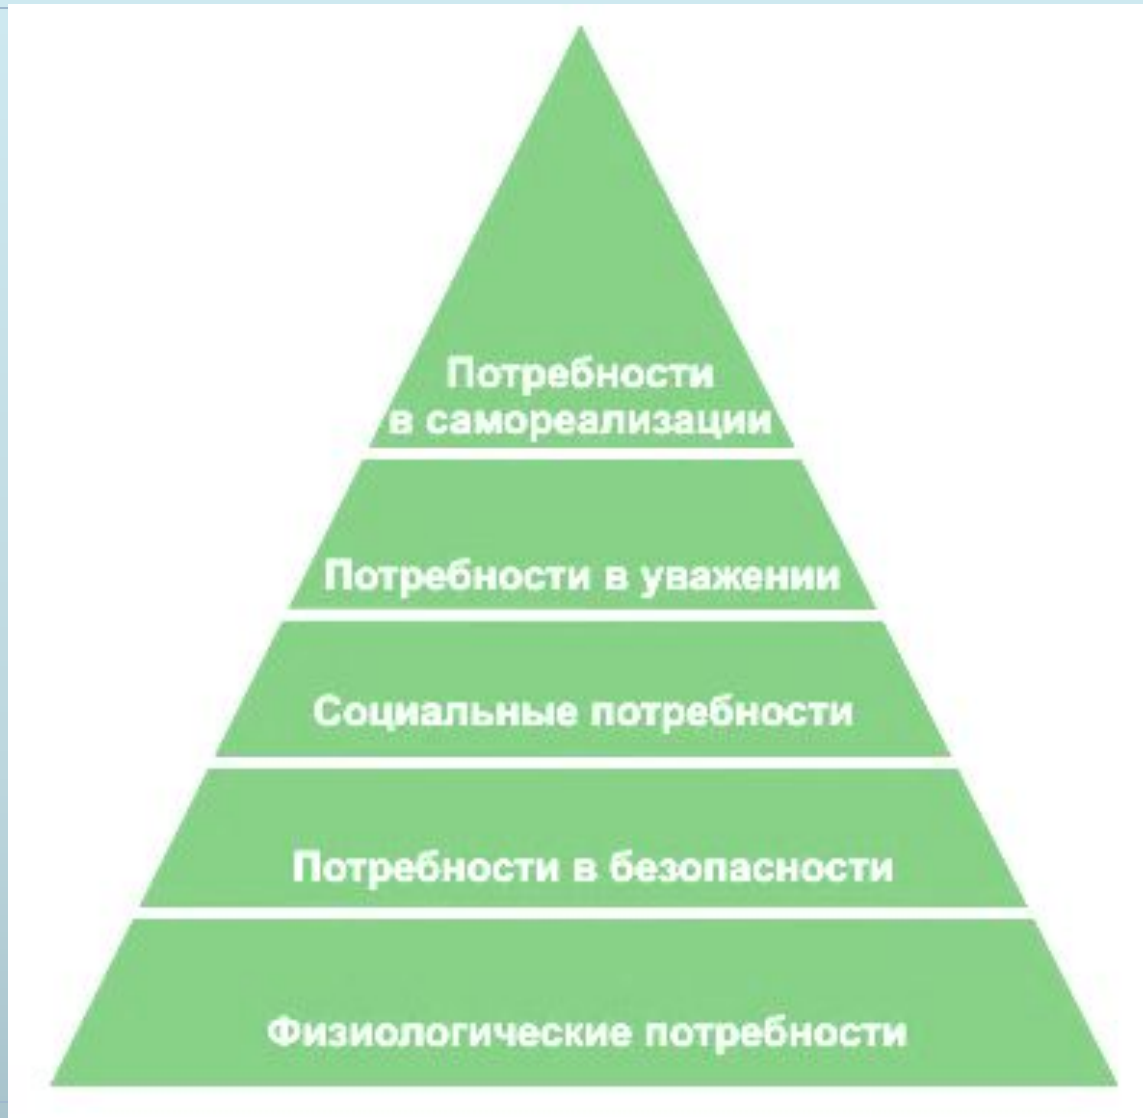 Потребности
в самореализации
Потребности в уважении
Социальные потребности
Потребности в безопасности
Физиологические потребности